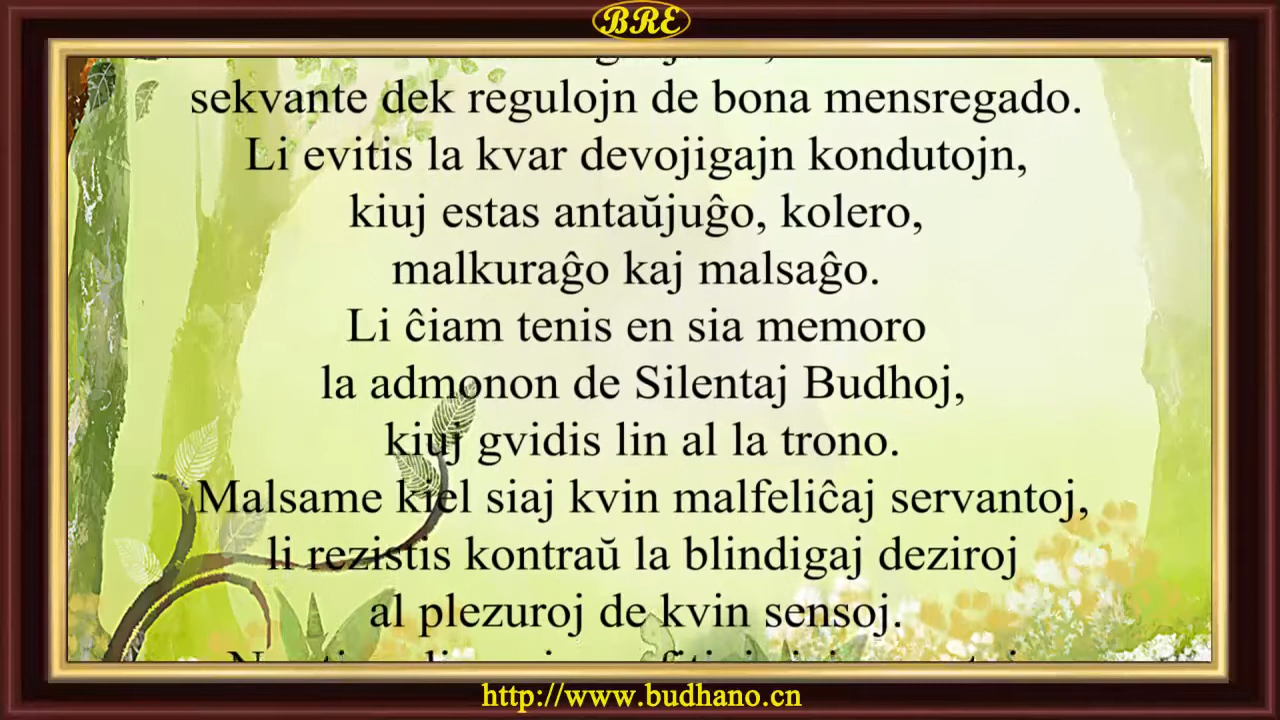 BRE
sekvante dek regulojn de bona mensregado.
Li evitis la kvar devojigajn kondutojn,
kiuj estas antaŭjuĝo, kolero,
malkuraĝo kaj malsaĝo.
Li ĉiam tenis en sia memoro
la admonon de Silentaj Budhoj,
kiuj gvidis lin al la trono.
Malsame kiel siaj kvin malfeliĉaj servantoj,
li rezistis kontraŭ la blindigaj deziroj
al plezuroj de kvin sensoj.
http://www.budhano.cn